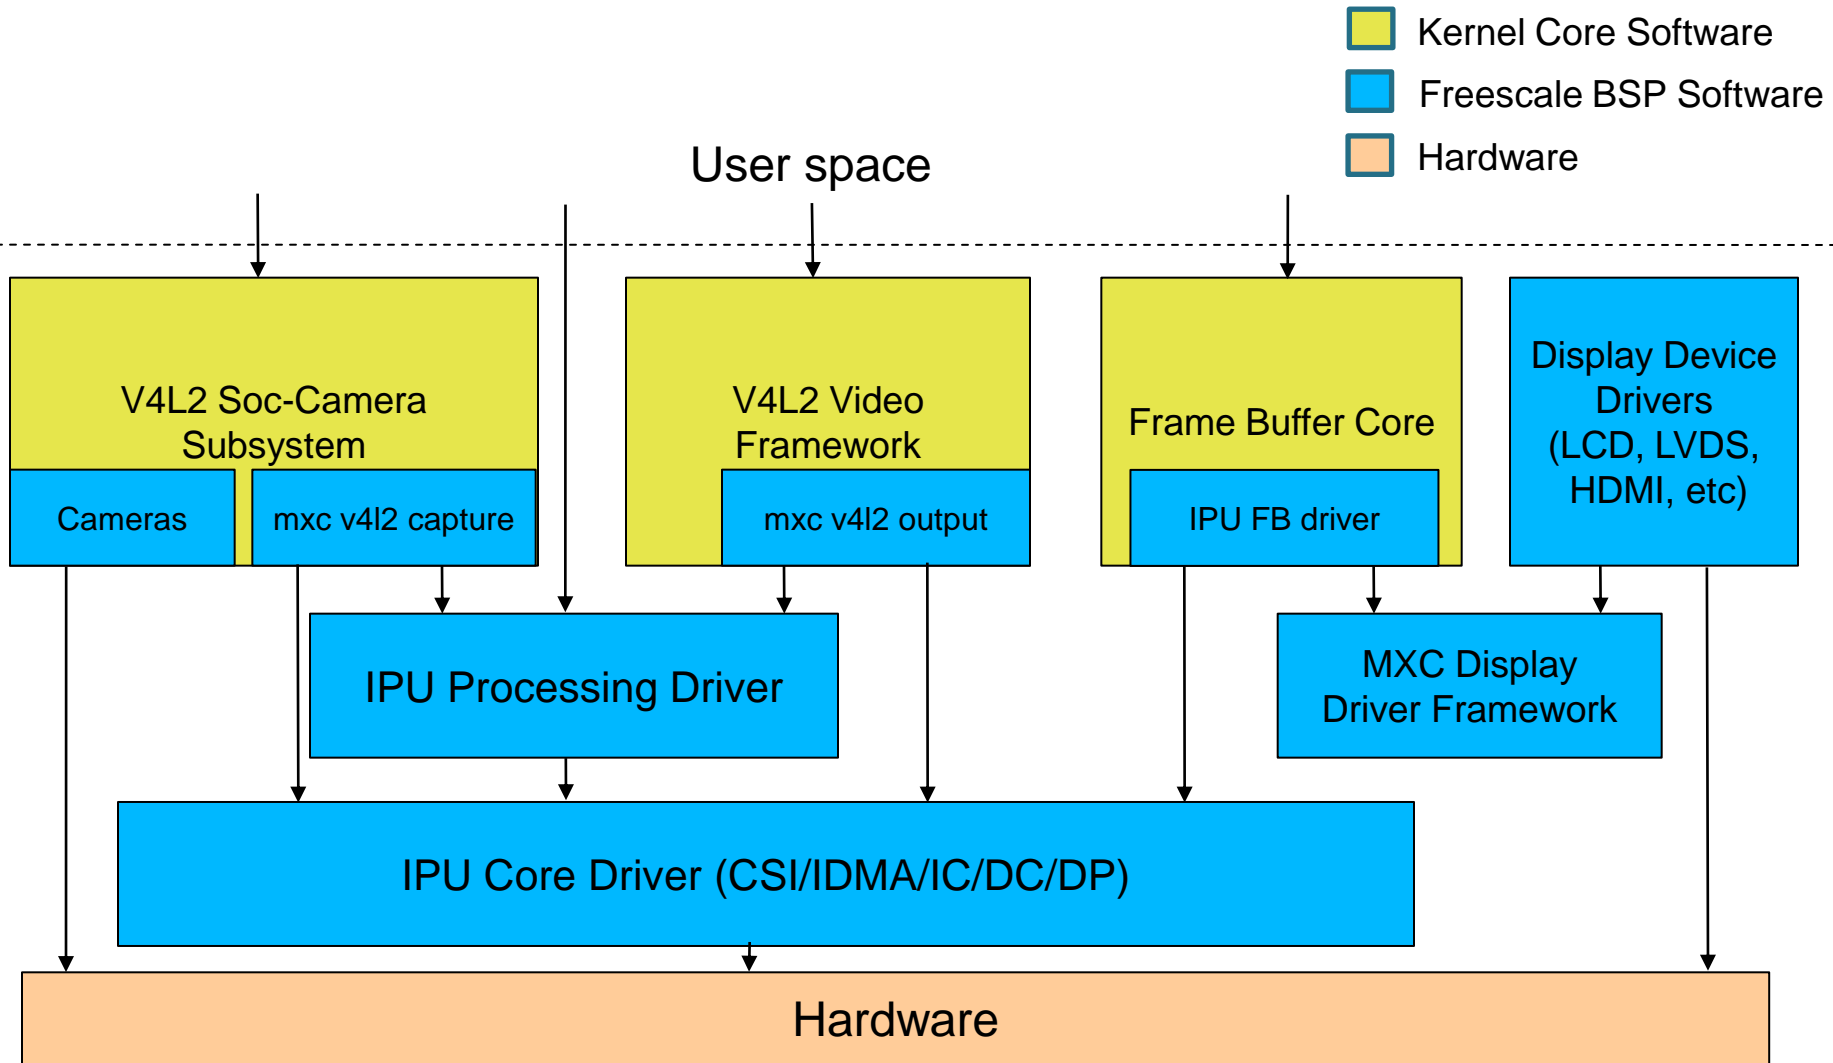 Kernel Core Software
Freescale BSP Software
Hardware
User space
V4L2 Soc-Camera
Subsystem
Cameras
mxc v4l2 capture
V4L2 Video
Framework
mxc v4l2 output
Frame Buffer Core
IPU FB driver
Display Device
Drivers
(LCD, LVDS,
HDMI, etc)
IPU Processing Driver
MXC Display
Driver Framework
IPU Core Driver (CSI/IDMA/IC/DC/DP)
Hardware